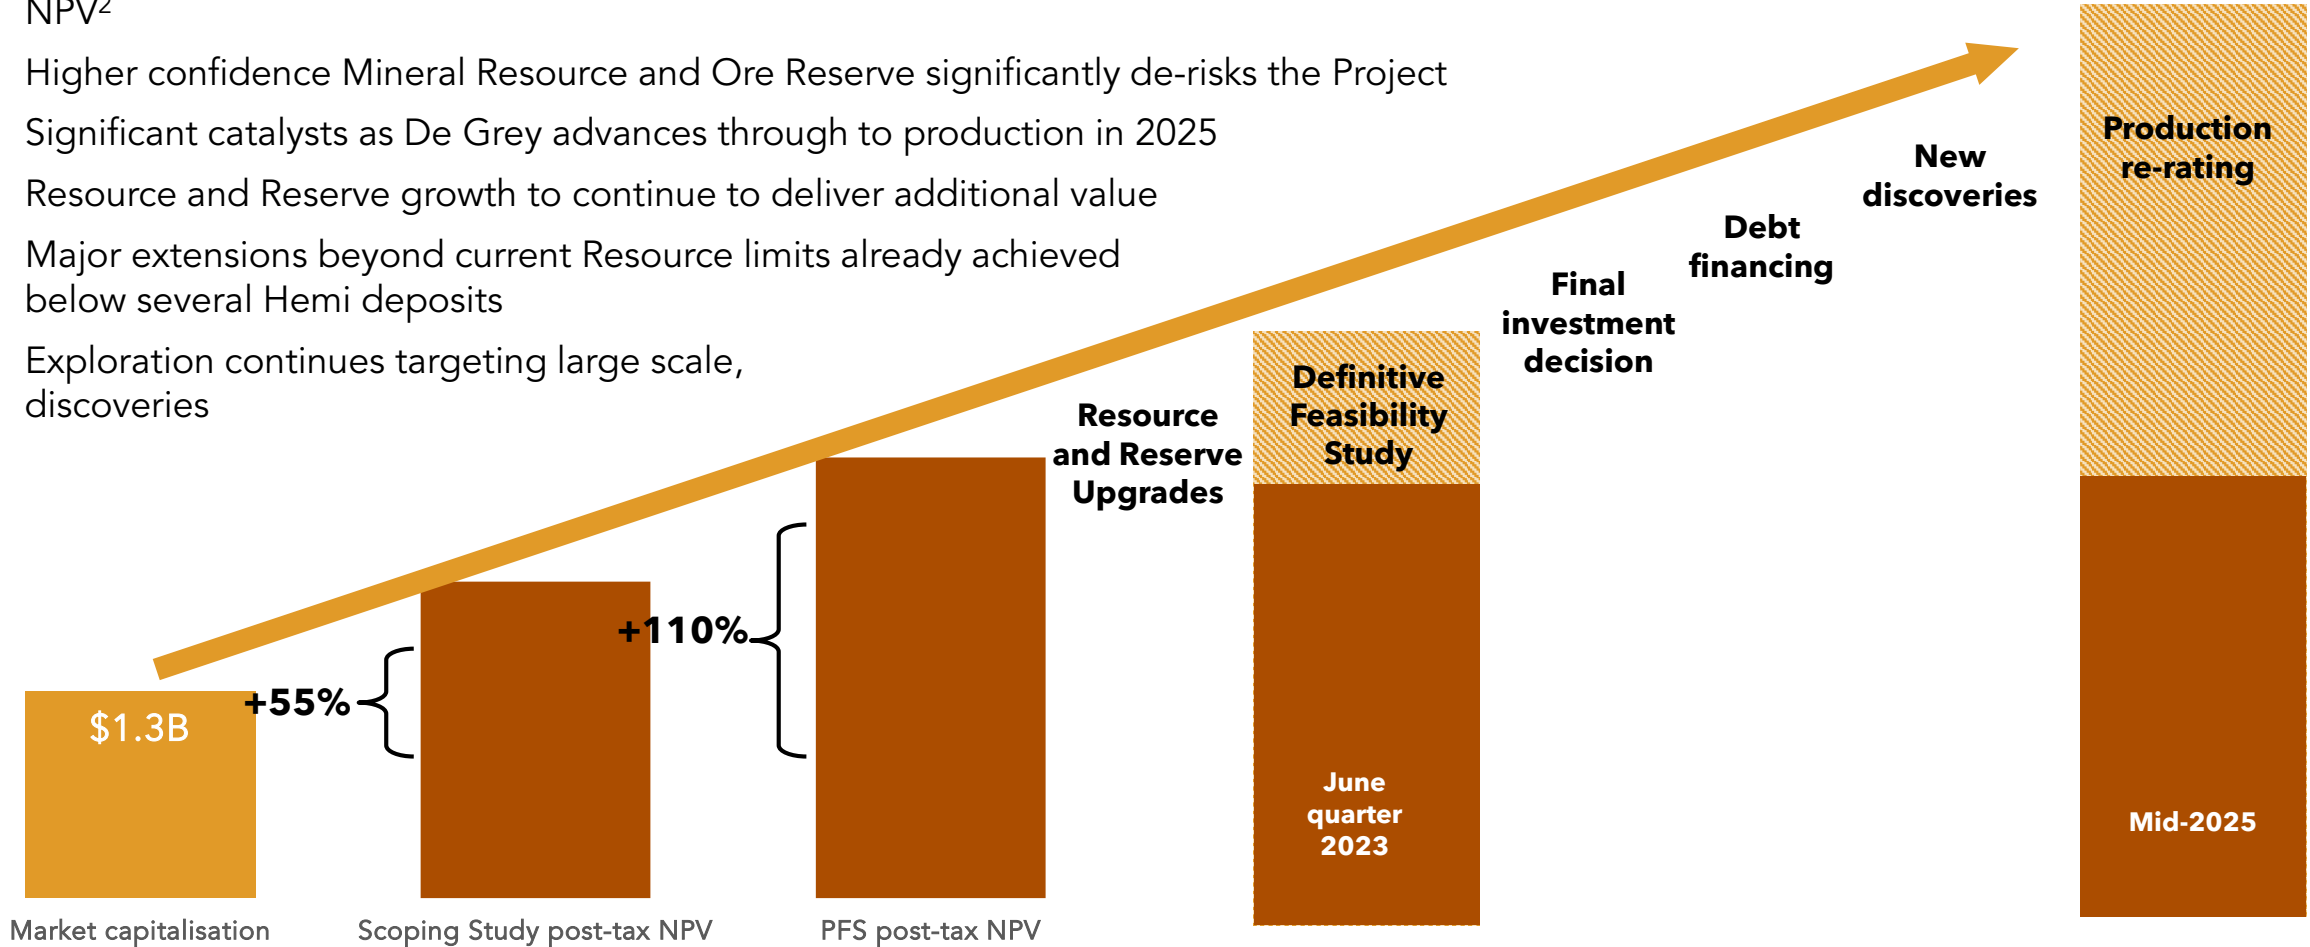 NPV²
Higher confidence Mineral Resource and Ore Reserve significantly de-risks the Project
Significant catalysts as De Grey advances through to production in 2025
Resource and Reserve growth to continue to deliver additional value
Major extensions beyond current Resource limits already achieved
below several Hemi deposits
Exploration continues targeting large scale,
discoveries
$1.3B
+55%
+110%
Resource
and Reserve
Upgrades
Definitive
Feasibility
Study
June
quarter
2023
Final
investment
decision
Debt
financing
New
discoveries
Production
re-rating
Mid-2025
Market capitalisation
Scoping Study post-tax NPV
PFS post-tax NPV